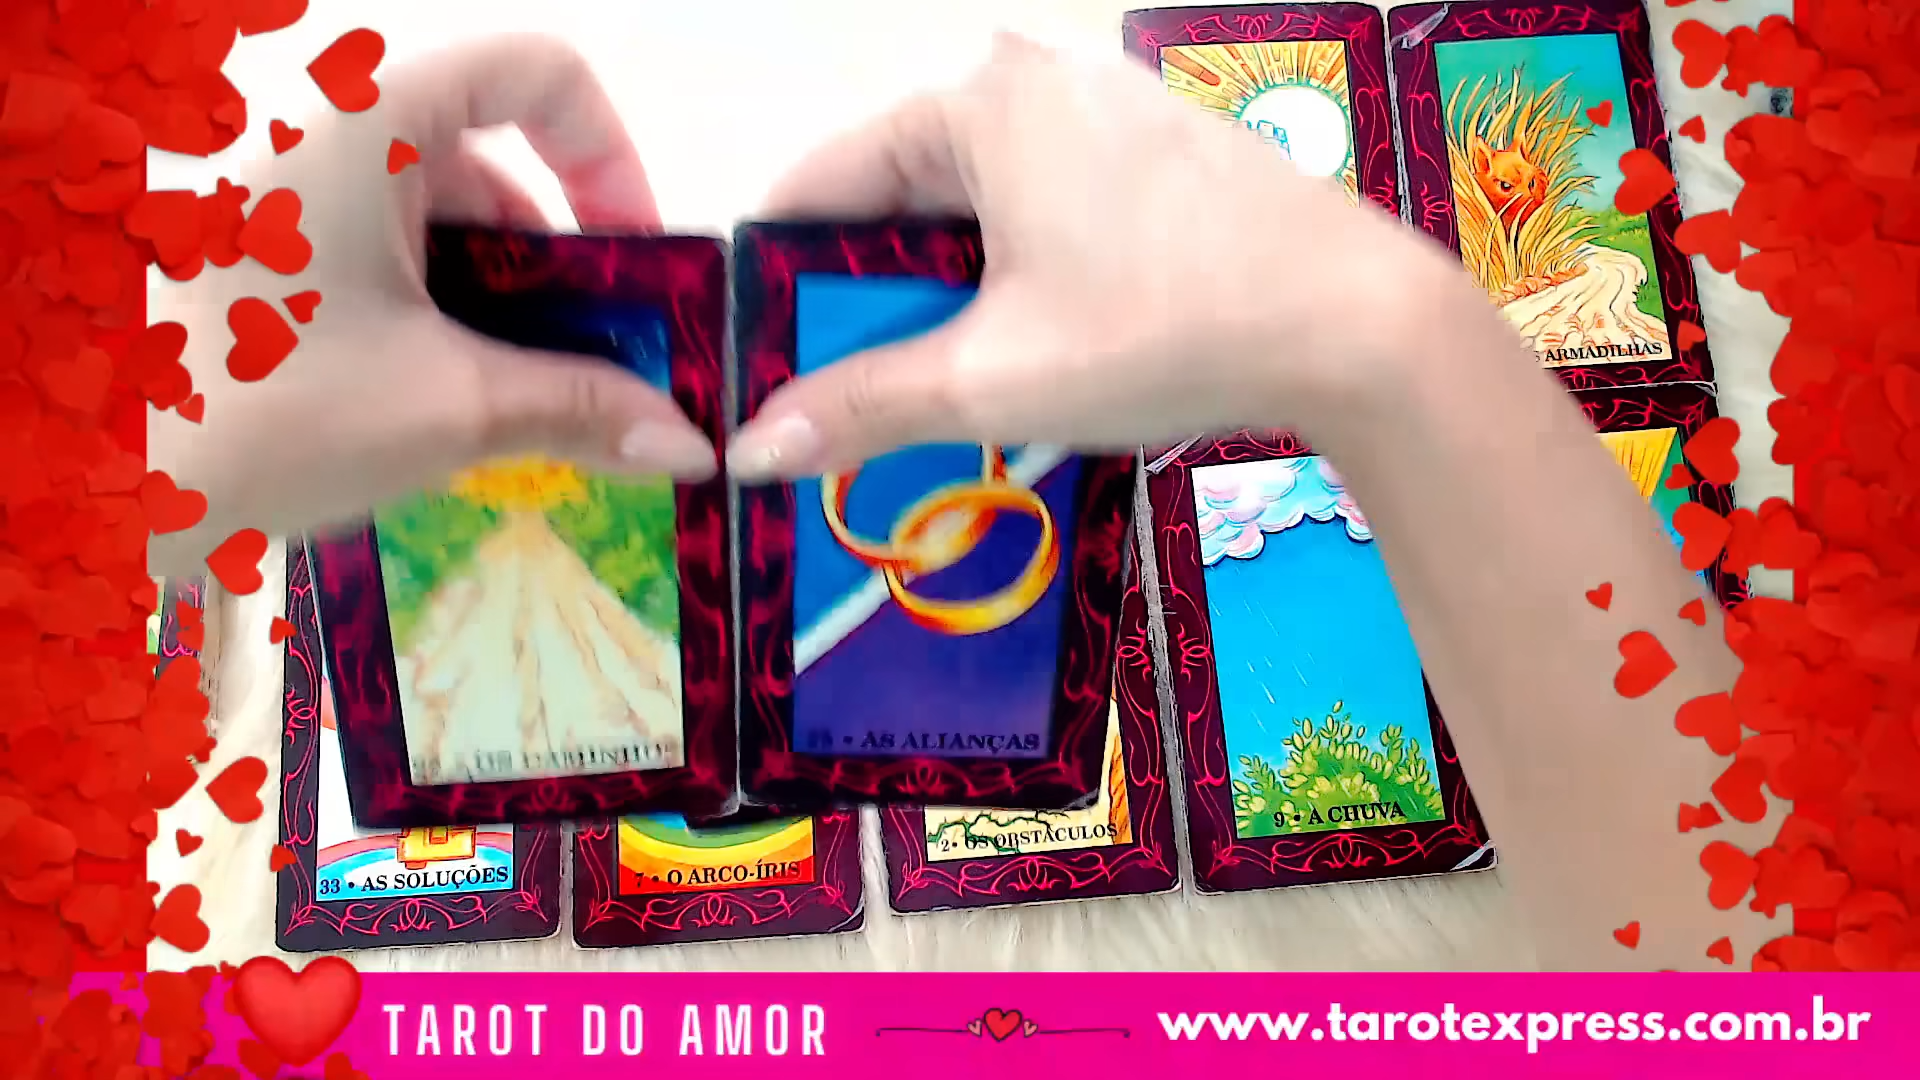 ARMADILHAS
• AS ALIANÇAS
2 • OS OBSTÁCULOS
9 • A CHUVA
33 • AS SOLUÇÕES
7 • O ARCO-ÍRIS
TAROT DO AMOR
www.tarotexpress.com.br